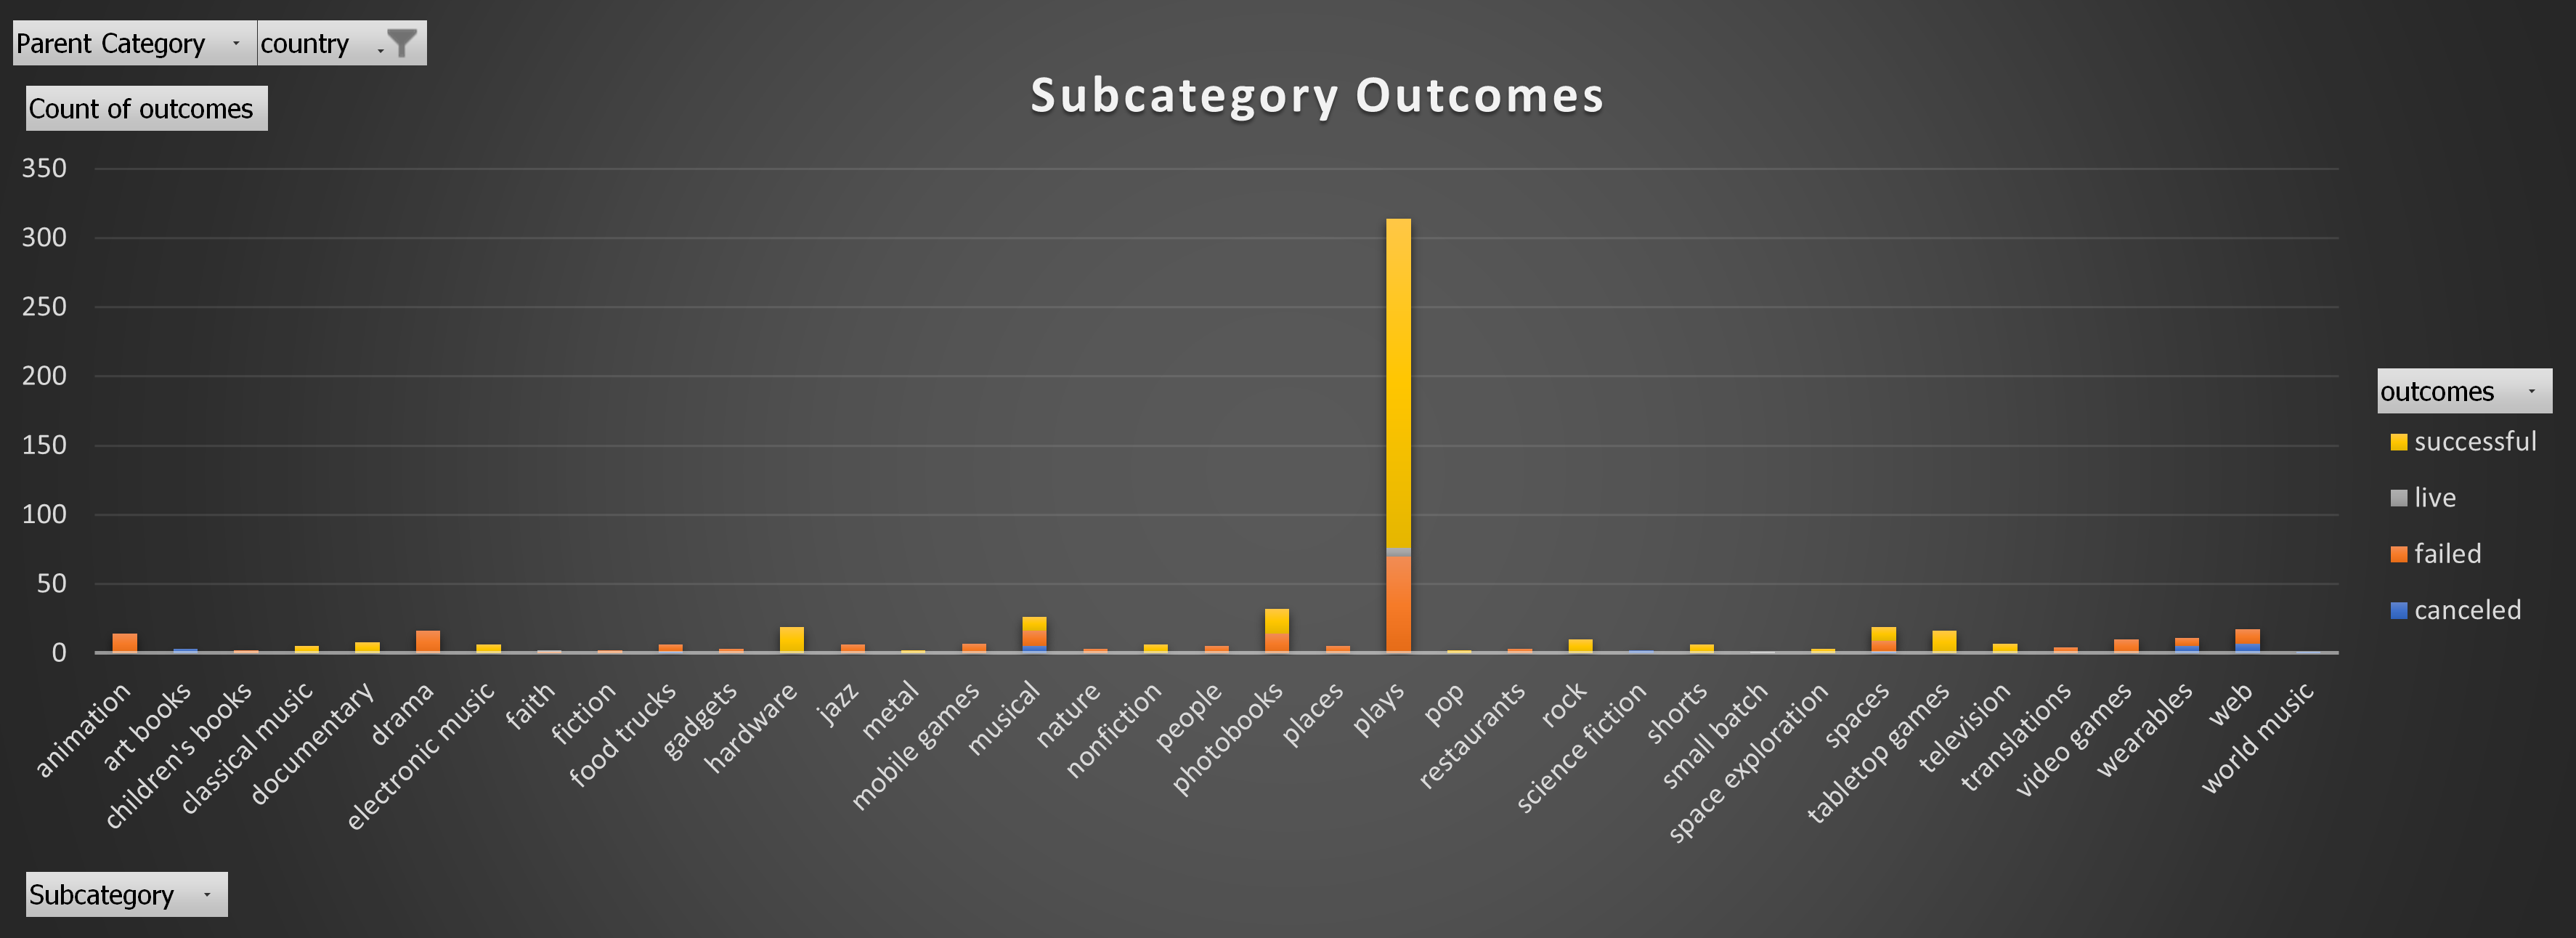 Parent Category
country
Count of outcomes
Subcategory Outcomes
350
300
250
200
150
100
50
0
animation
art books
children's books
classical music
documentary
drama
electronic music
faith
fiction
food trucks
gadgets
hardware
jazz
metal
mobile games
musical
nature
nonfiction
people
photobooks
places
plays
pop
restaurants
rock
science fiction
shorts
small batch
space exploration
spaces
tabletop games
television
translations
video games
wearables
web
world music
outcomes
successful
live
failed
canceled
Subcategory